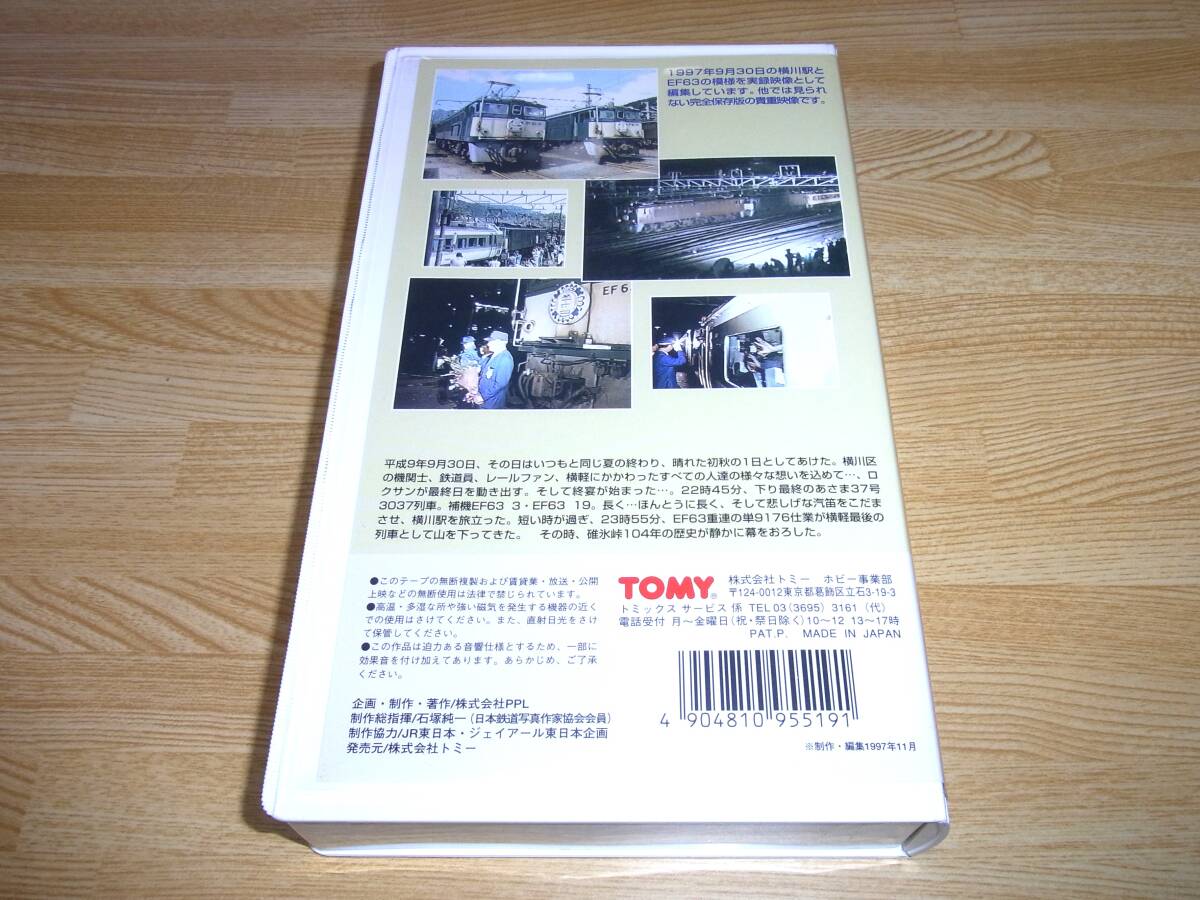 1997年9月30日の横川駅と
EF63の模様を実録映像として
編集しています。他では見られ
ない完全保存版の貴重映像です。
EF6
平成9年9月30日、その日はいつもと同じ夏の終わり、晴れた初秋の1日としてあけた。横川区
の機関士、鉄道員、レールファン、横軽にかかわったすべての人達の様々な想いを込めて…、ロ
クサンが最終日を動き出す。そして終宴が始まった…。22時45分、下り最終のあさま37号
3037列車。補機EF63 3・EF63 19。長く…ほんとうに長く、そして悲しげな汽笛をこだま
させ、横川駅を旅立った。短い時が過ぎ、23時55分、EF63重連の単9176仕業が横軽最後の
列車として山を下ってきた。 その時、碓氷峠104年の歴史が静かに幕をおろした。
●このテープの無断複製および賃貸業・放送・公開
上映などの無断使用は法律で禁じられています。
●高温・多湿な所や強い磁気を発生する機器の近く
での使用はさけてください。また、直射日光をさけ
て保管してください。
●この作品は迫力ある音響仕様とするため、一部に
効果音を付け加えてあります。あらかじめ、ご了承
ください。
TOMY®
株式会社トミー ホビー事業部
〒124-0012東京都葛飾区立石3-19-3
トミックス サービス 係 TEL 03(3695)3161(代)
電話受付 月〜金曜日(祝・祭日除く)10〜12 13〜17時
PAT.P. MADE IN JAPAN
企画・制作・著作/株式会社PPL
制作総指揮/石塚純一(日本鉄道写真作家協会会員)
制作協力/JR東日本・ジェイアール東日本企画
発売元/株式会社トミー
4 904810 955191
※制作・編集1997年11月